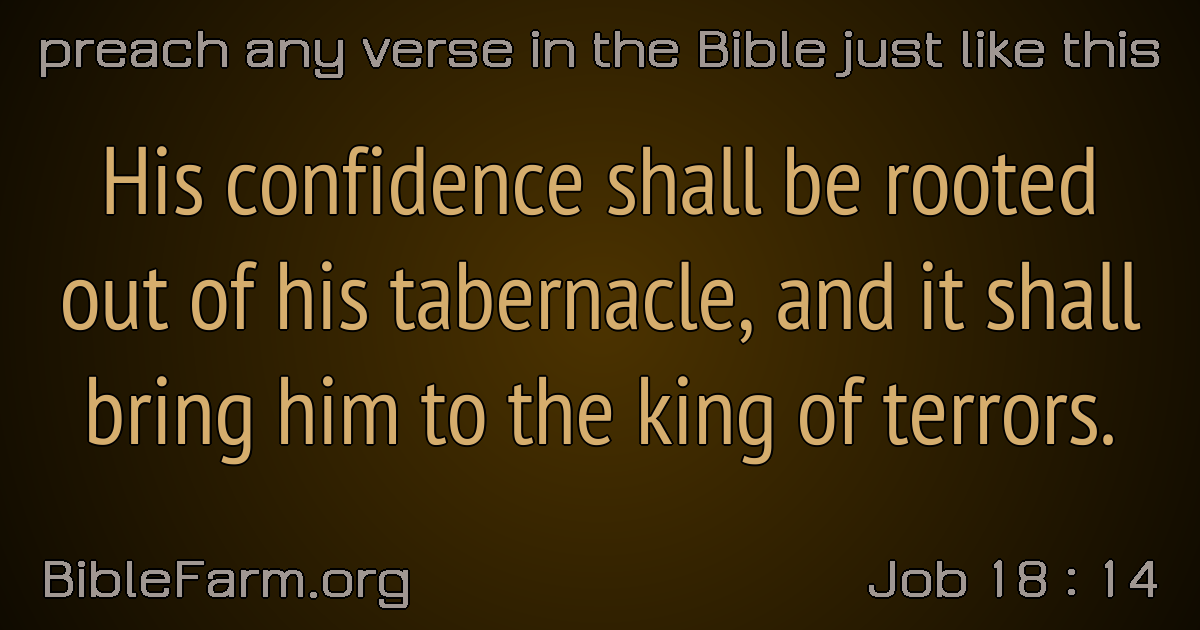 preach any verse in the Bible just like this
His confidence shall be rooted
out of his tabernacle, and it shall
bring him to the king of terrors.
BibleFarm.org
Job 18 : 14